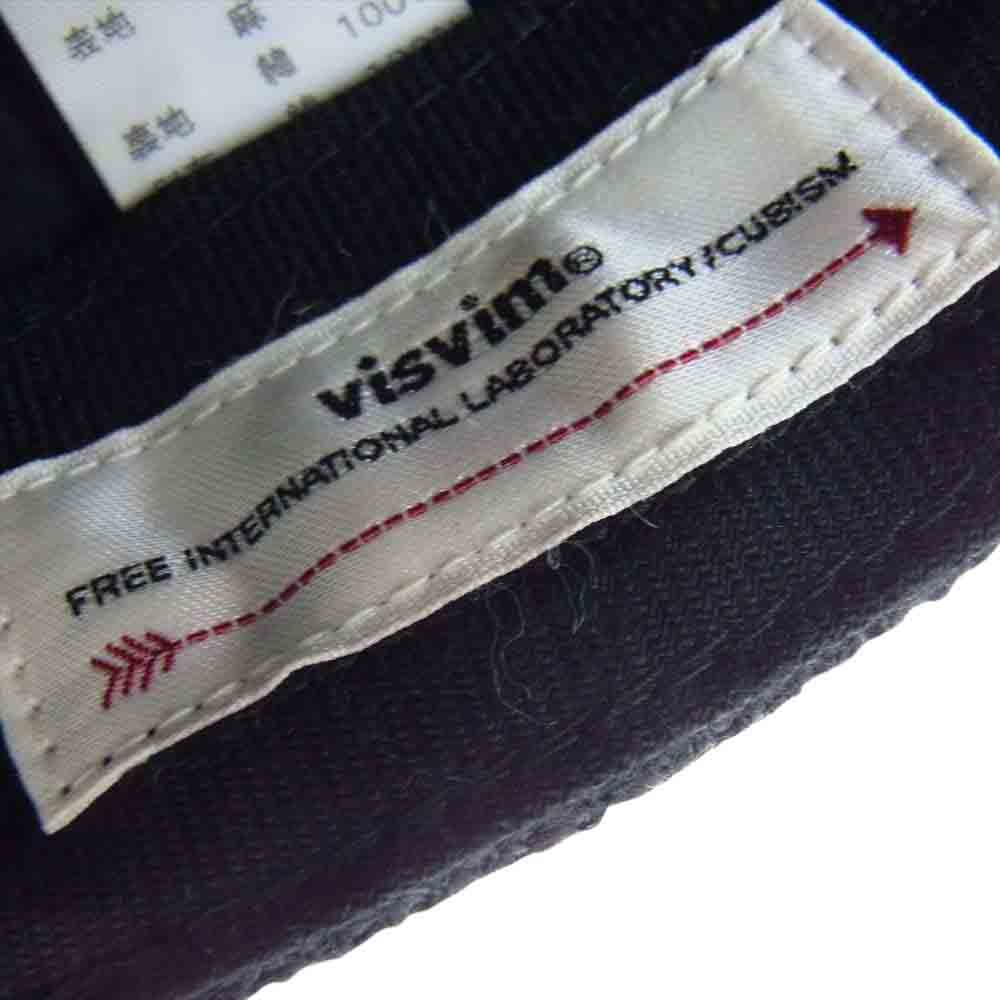 表地 麻 100
綿
裏地
visvim®
FREE INTERNATIONAL LABORATORY / CUBISM